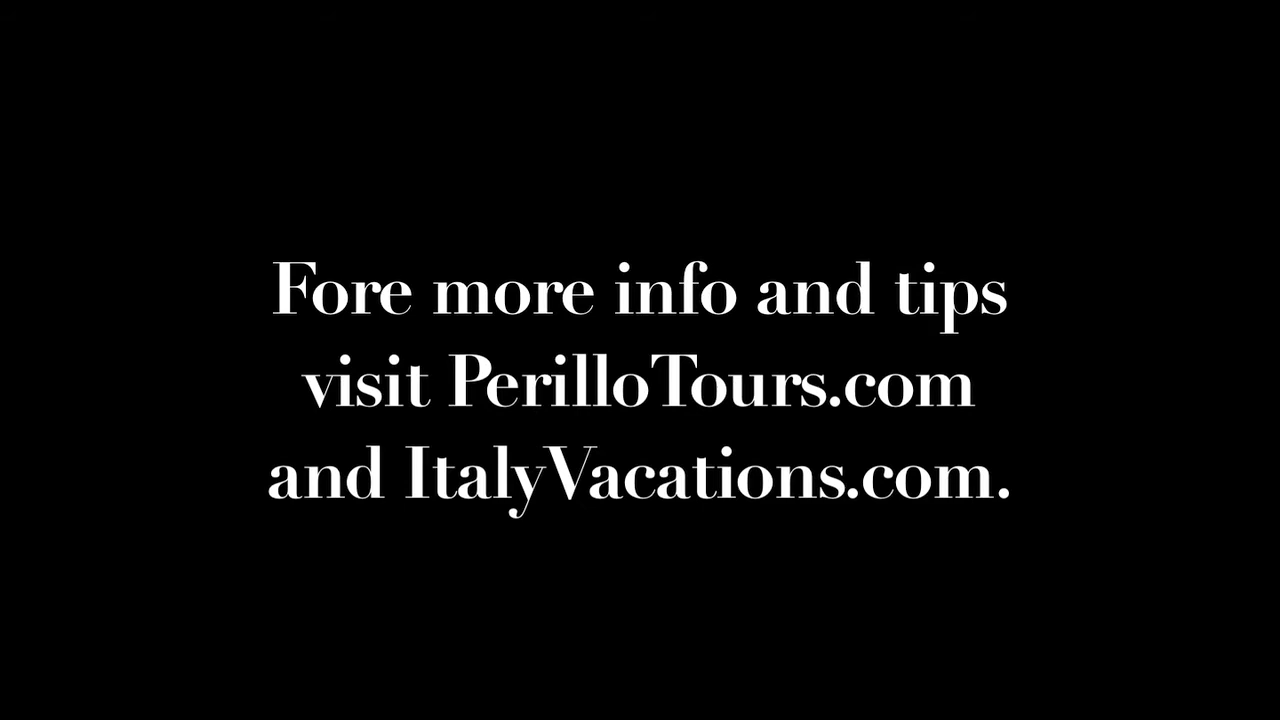 Fore more info and tips
visit PerilloTours.com
and ItalyVacations.com.